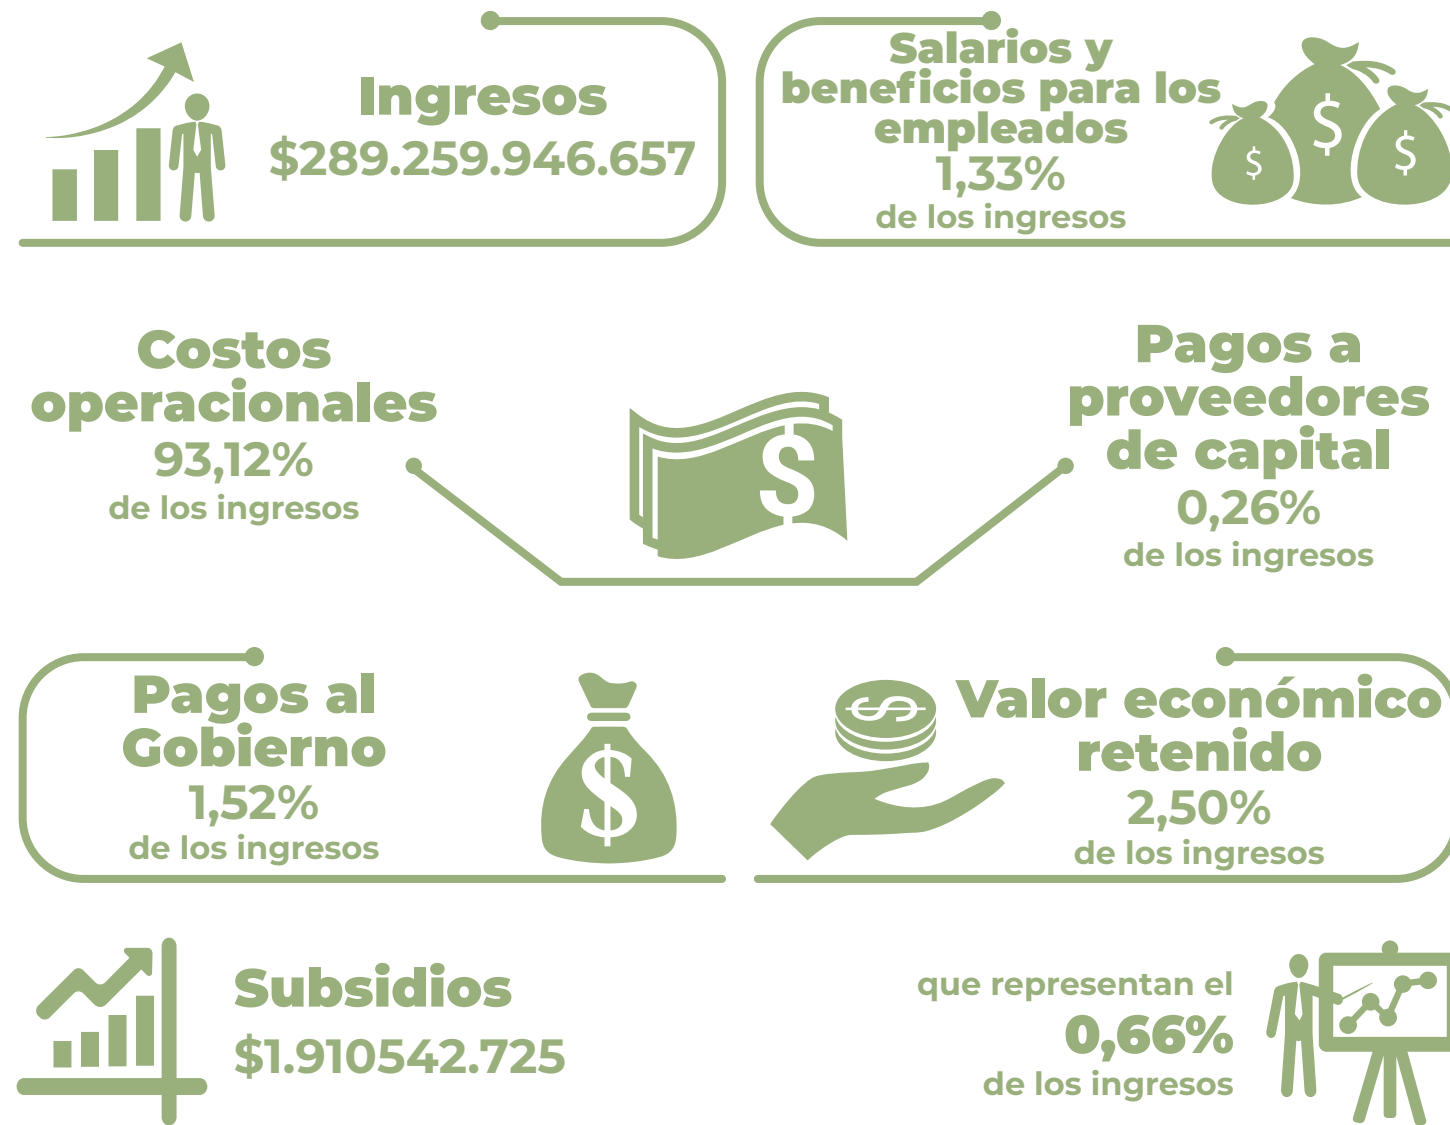 Ingresos
$289.259.946.657
Salarios y
beneficios para los
empleados
1,33%
de los ingresos
Costos
operacionales
93,12%
de los ingresos
Pagos a
proveedores
de capital
0,26%
de los ingresos
Pagos al
Gobierno
1,52%
de los ingresos
Valor económico
retenido
2,50%
de los ingresos
Subsidios
$1.910542.725
que representan el
0,66%
de los ingresos